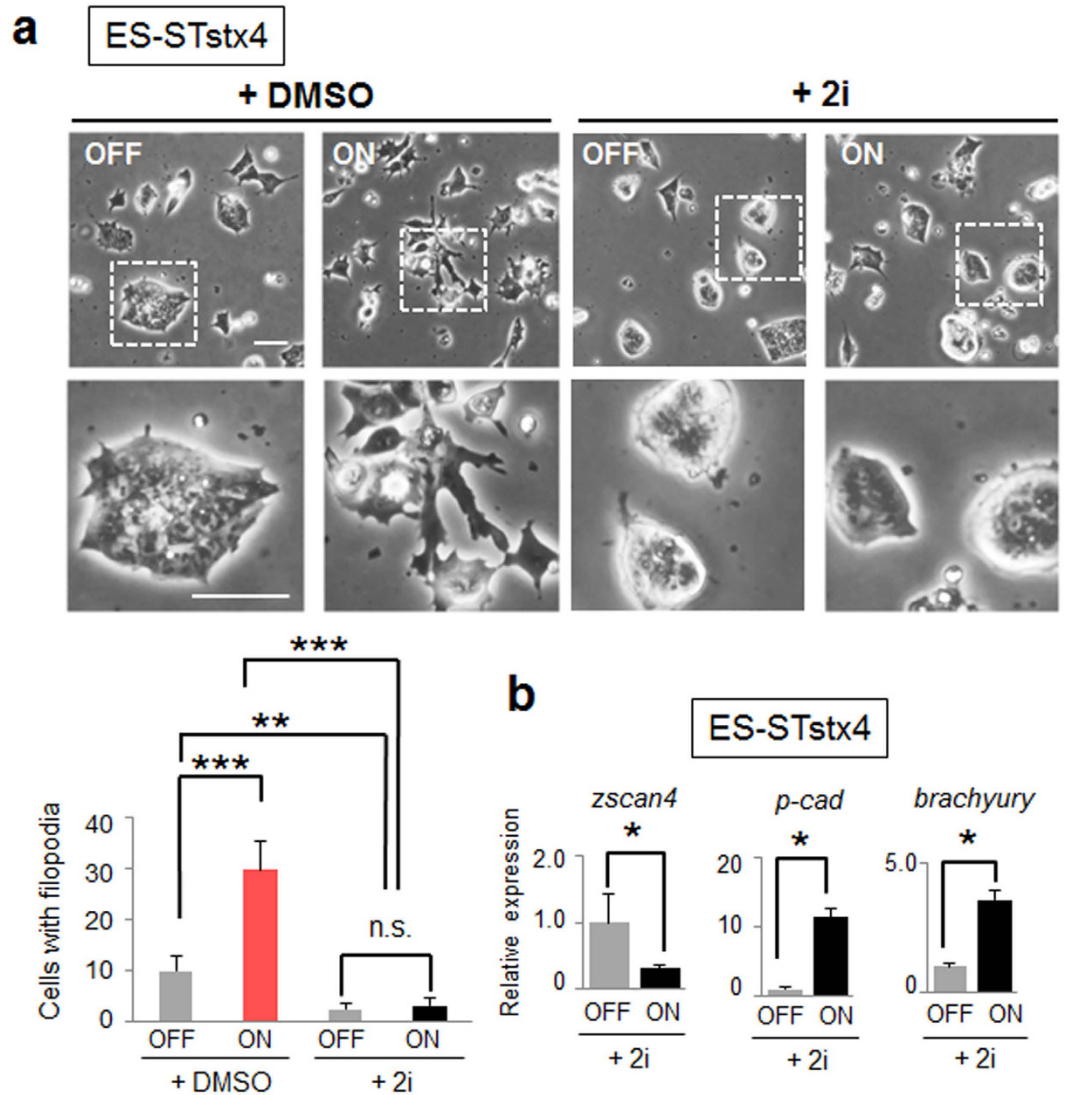 a
ES-STstx4
+ DMSO
+ 2i
OFF
ON
OFF
ON
***
**
***
n.s.
Cells with filopodia
40
30
20
10
0
OFF
ON
OFF
ON
+ DMSO
+ 2i
b
ES-STstx4
zscan4
p-cad
brachyury
*
*
*
Relative expression
2.0
1.0
0
20
10
0
5.0
0
OFF
ON
OFF
ON
OFF
ON
+ 2i
+ 2i
+ 2i